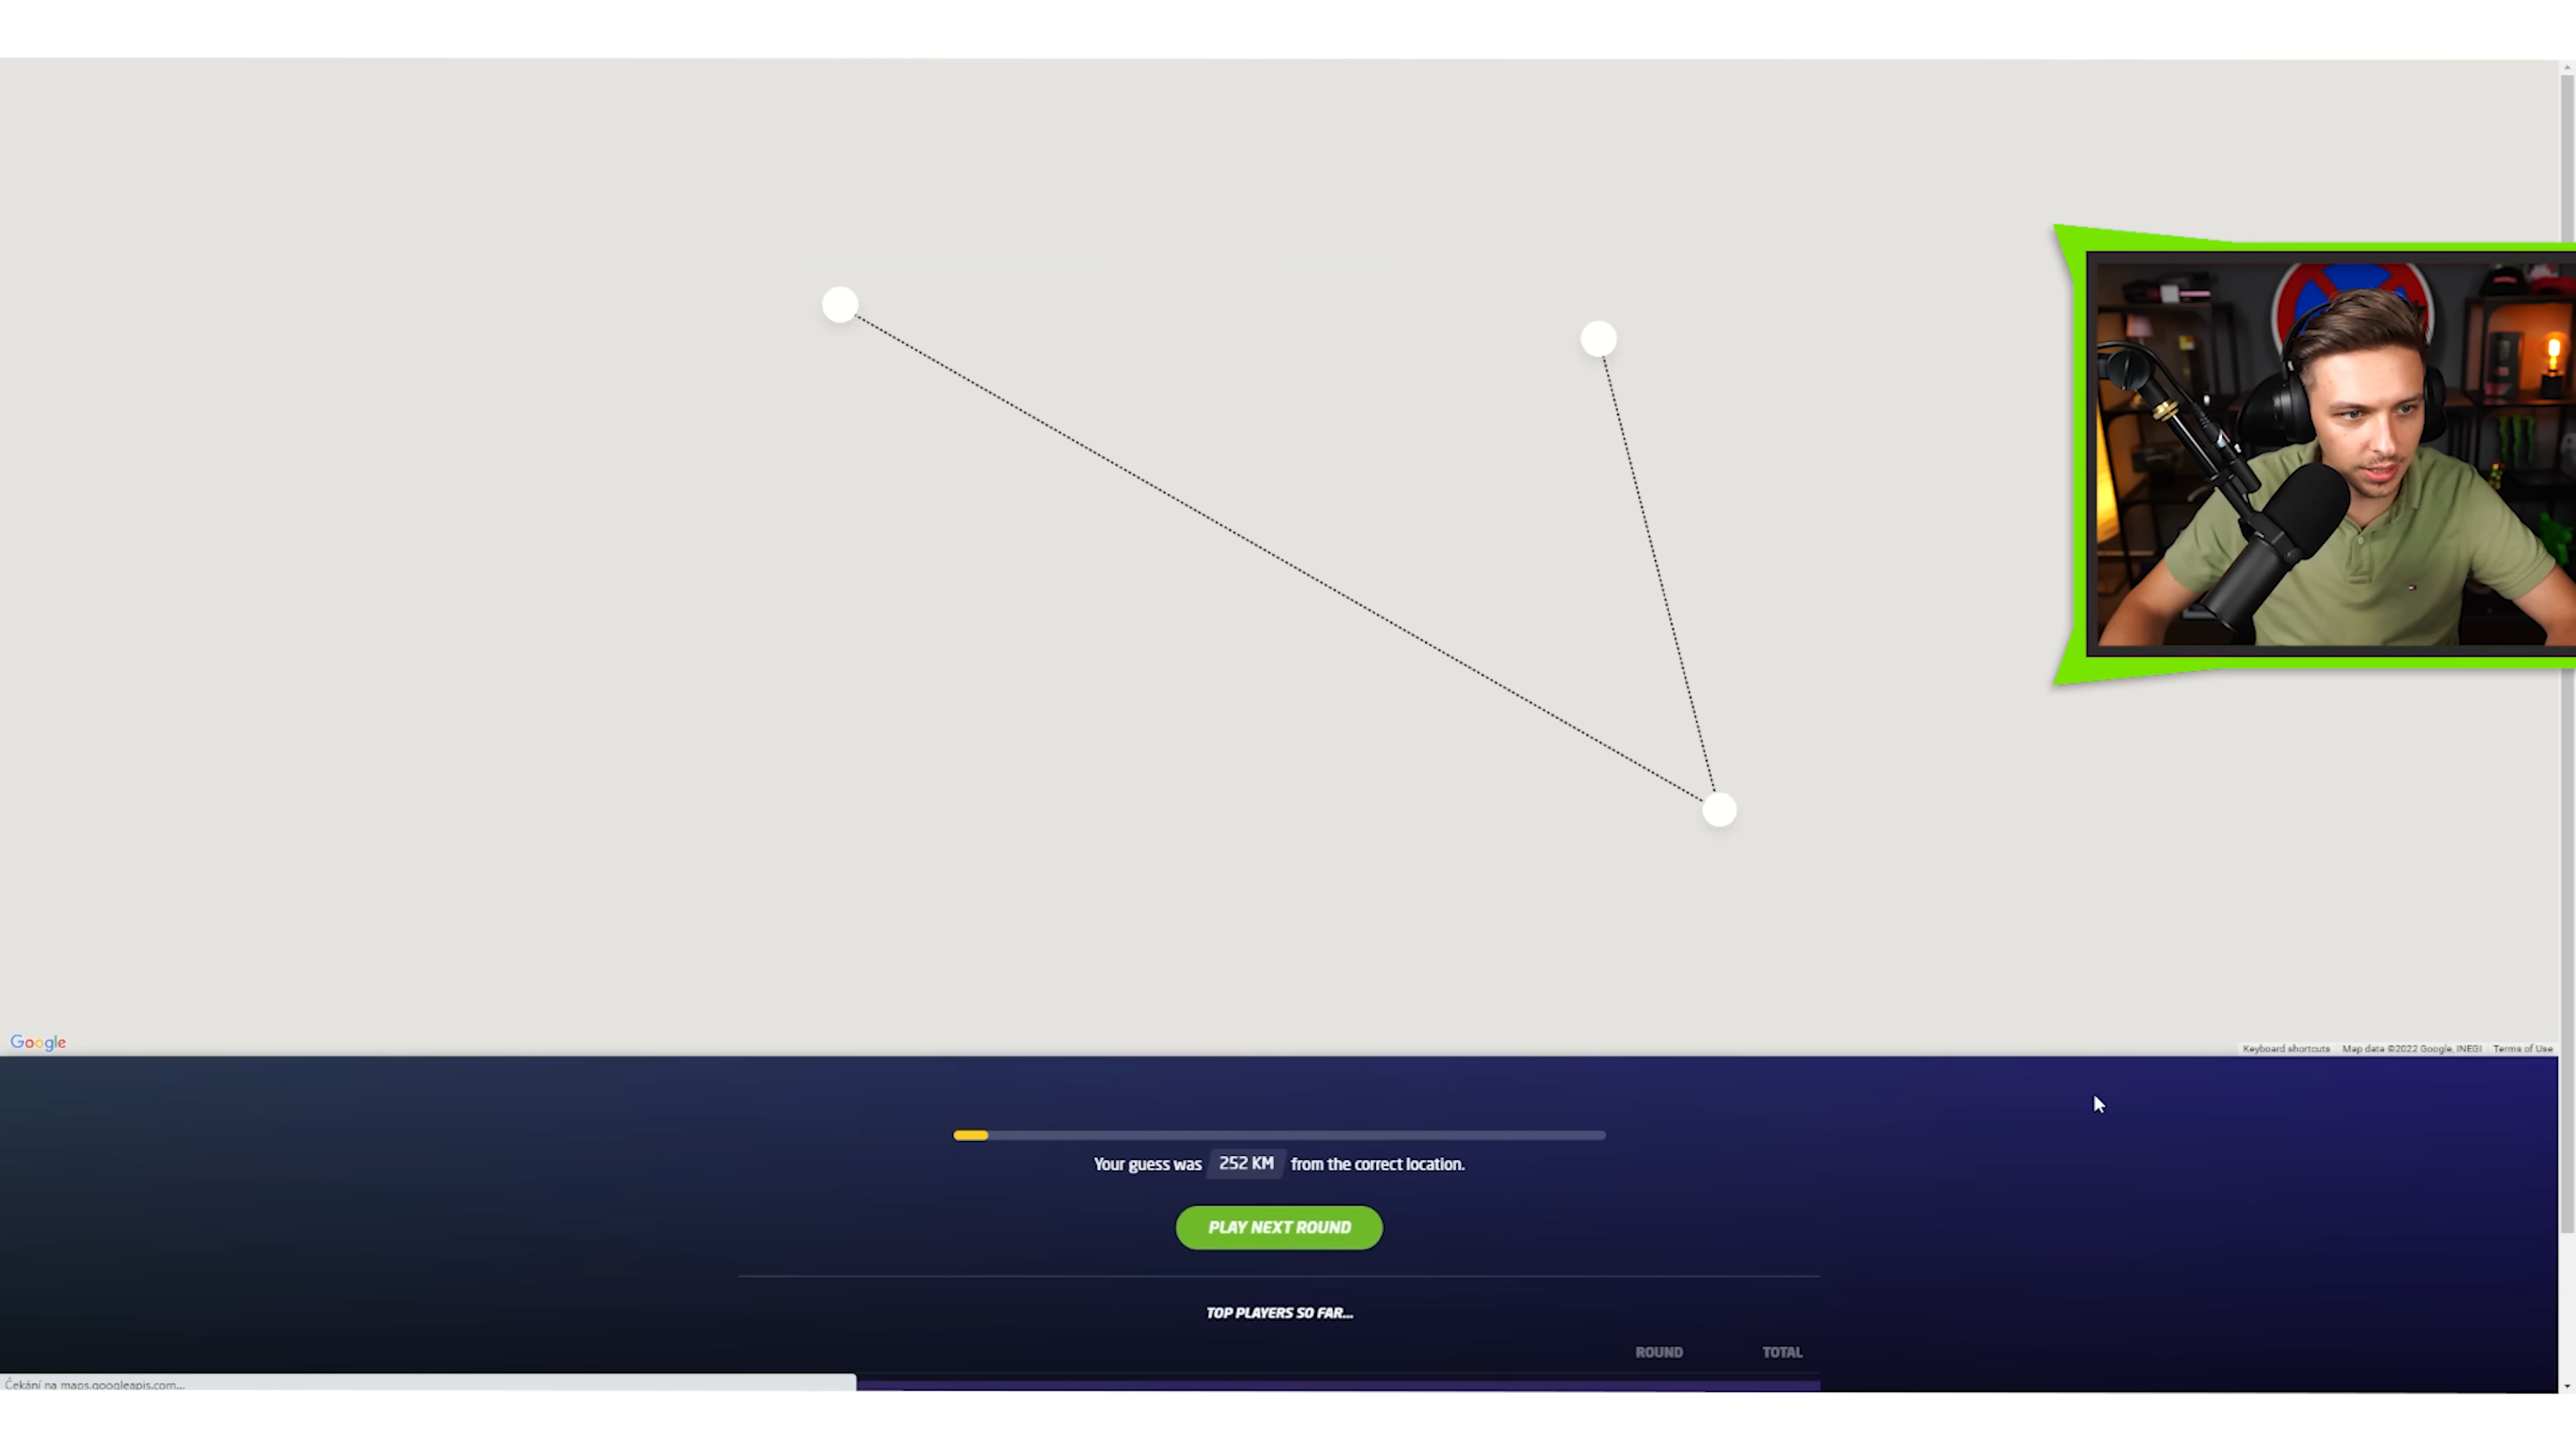 Google
Keyboard shortcuts Map data ©2022 Google, INEGI Terms of Use
Your guess was 252 KM from the correct location.
PLAY NEXT ROUND
TOP PLAYERS SO FAR...
ROUND TOTAL
Čekání na maps.googleapis.com...